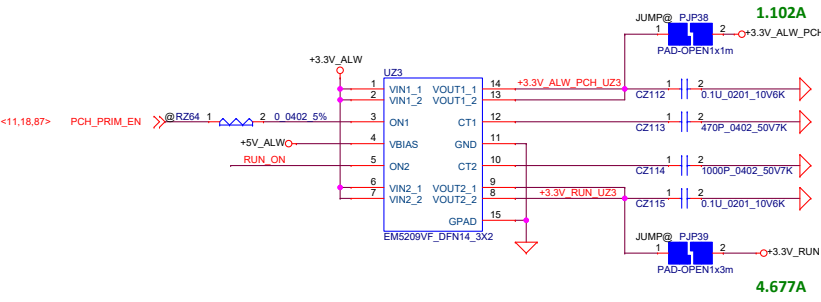 JUMP@ PJP38 1.102A
1 2 +3.3V_ALW_PCH
PAD-OPEN1x1m
+3.3V_ALW
UZ3
1 VIN1_1 VOUT1_1 14 +3.3V_ALW_PCH_UZ3
2 VIN1_2 VOUT1_2 13
CZ112 1 2 0.1U_0201_10V6K
<11,18,87> PCH_PRIM_EN @RZ64 1 2 0_0402_5% 3 ON1 CT1 12
CZ113 1 2 470P_0402_50V7K
+5V_ALW 4 VBIAS GND 11
RUN_ON 5 ON2 CT2 10
CZ114 1 2 1000P_0402_50V7K
6 VIN2_1 VOUT2_1 9
7 VIN2_2 VOUT2_2 8 +3.3V_RUN_UZ3
CZ115 1 2 0.1U_0201_10V6K
GPAD 15
EM5209VF_DFN14_3X2
JUMP@ PJP39
1 2 +3.3V_RUN
PAD-OPEN1x3m
4.677A